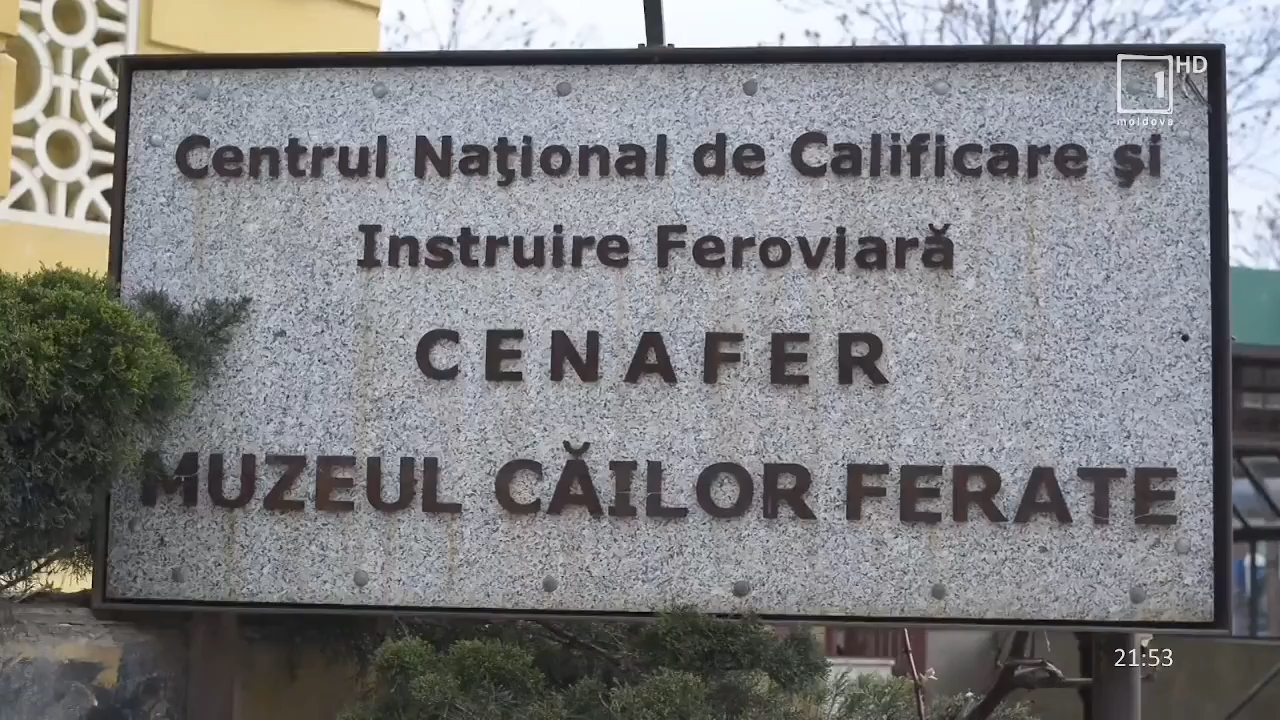 1 HD
moldova
Centrul Naţional de Calificare şi
Instruire Feroviară
CENAFER
MUZEUL CĂILOR FERATE
21:53